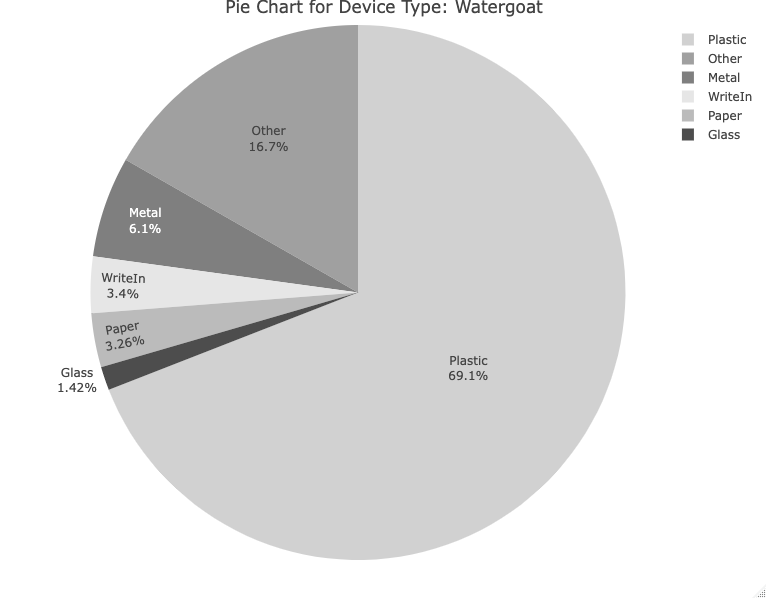 Pie Chart for Device Type: Watergoat
Plastic
Other
Metal
WriteIn
Paper
Glass
Other
16.7%
Metal
6.1%
WriteIn
3.4%
Paper
3.26%
Glass
1.42%
Plastic
69.1%